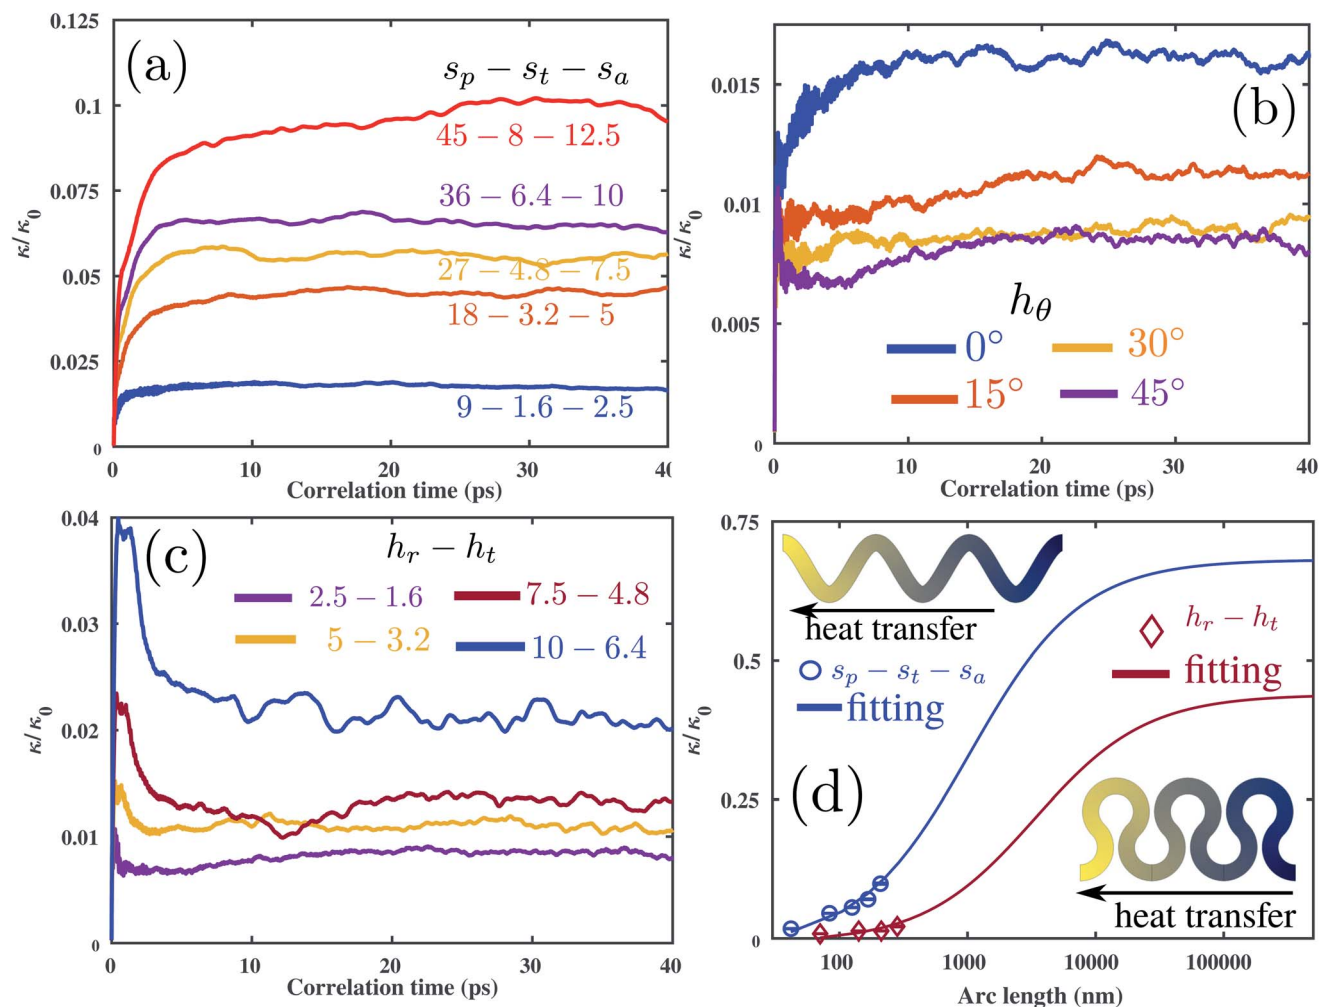 (a)
s_p − s_t − s_a
45 − 8 − 12.5
36 − 6.4 − 10
27 − 4.8 − 7.5
18 − 3.2 − 5
9 − 1.6 − 2.5
0.125
0.1
0.075
0.05
0.025
0
κ/κ₀
0 10 20 30 40
Correlation time (ps)
(b)
0.015
0.01
0.005
0
κ/κ₀
h_θ
0° 30°
15° 45°
0 10 20 30 40
Correlation time (ps)
(c)
h_r − h_t
2.5 − 1.6 7.5 − 4.8
5 − 3.2 10 − 6.4
0.04
0.03
0.02
0.01
0
κ/κ₀
0 10 20 30 40
Correlation time (ps)
(d)
0.75
0.5
0.25
0
κ/κ₀
heat transfer
s_p − s_t − s_a
fitting
h_r − h_t
fitting
heat transfer
100 1000 10000 100000
Arc length (nm)